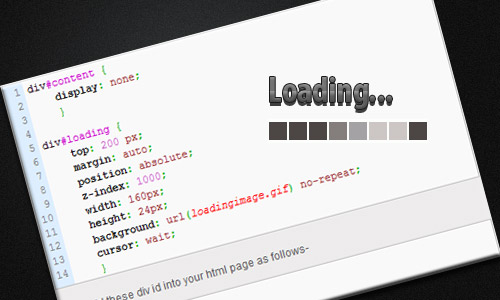 1 div#content {
2 display: none;
3 }
4
5 div#loading {
6 top: 200 px;
7 margin: auto;
8 position: absolute;
9 z-index: 1000;
10 width: 160px;
11 height: 24px;
12 background: url(loadingimage.gif) no-repeat;
13 cursor: wait;
14 }
Loading...
these div id into your html page as follows-